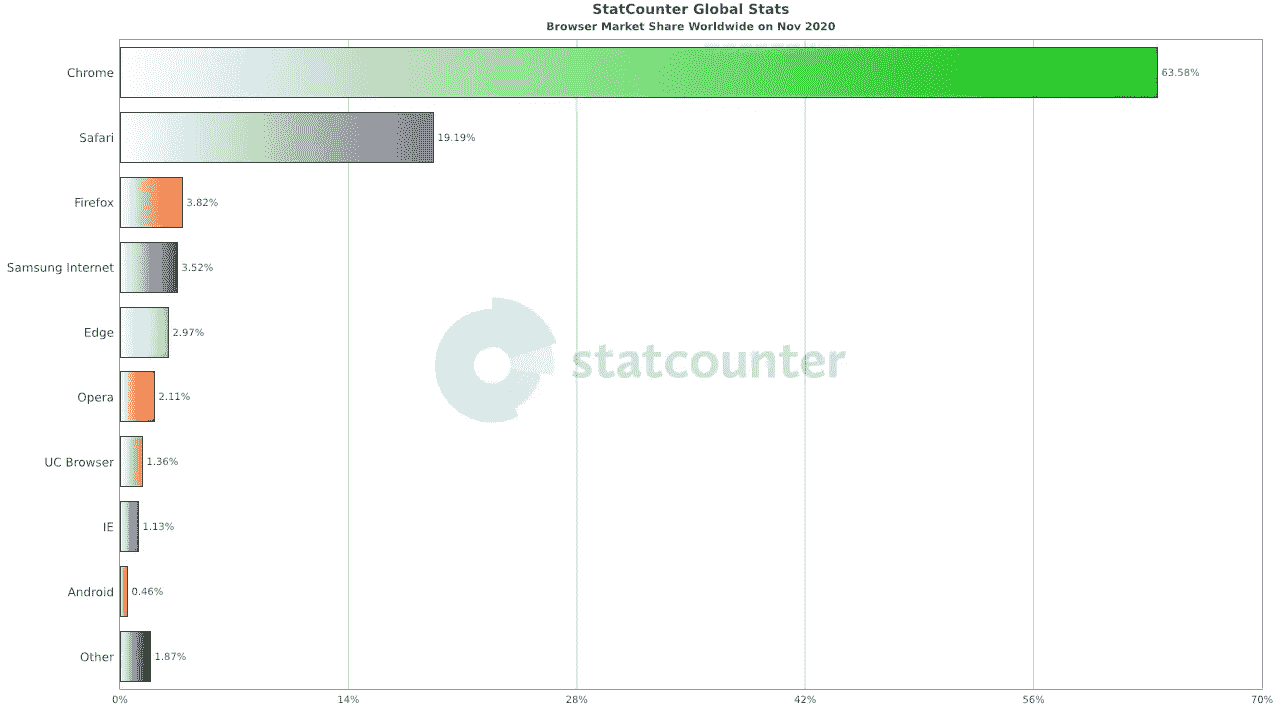 StatCounter Global Stats
Browser Market Share Worldwide on Nov 2020
Chrome 63.58%
Safari 19.19%
Firefox 3.82%
Samsung Internet 3.52%
Edge 2.97%
statcounter
Opera 2.11%
UC Browser 1.36%
IE 1.13%
Android 0.46%
Other 1.87%
0% 14% 28% 42% 56% 70%